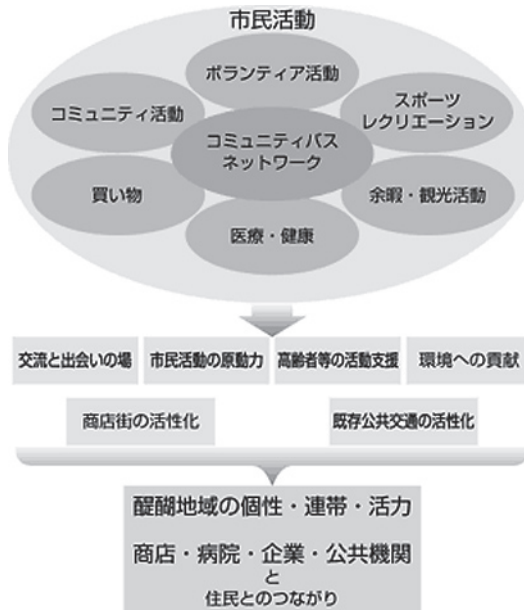 市民活動
ボランティア活動
コミュニティ活動
スポーツ
レクリエーション
コミュニティバス
ネットワーク
買い物
余暇・観光活動
医療・健康
交流と出会いの場
市民活動の原動力
高齢者等の活動支援
環境への貢献
商店街の活性化
既存公共交通の活性化
醍醐地域の個性・連帯・活力
商店・病院・企業・公共機関
と
住民とのつながり